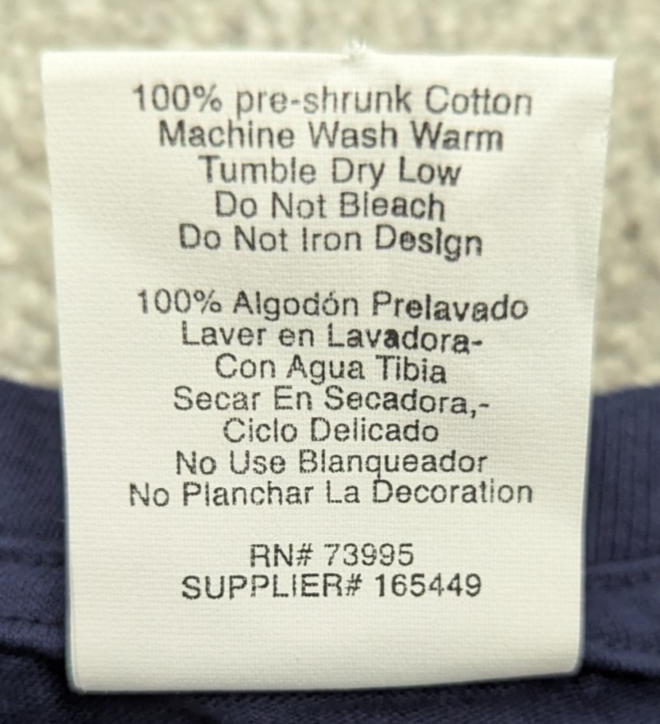 100% pre-shrunk Cotton
Machine Wash Warm
Tumble Dry Low
Do Not Bleach
Do Not Iron Design
100% Algodón Prelavado
Laver en Lavadora-
Con Agua Tibia
Secar En Secadora,-
Ciclo Delicado
No Use Blanqueador
No Planchar La Decoration
RN# 73995
SUPPLIER# 165449